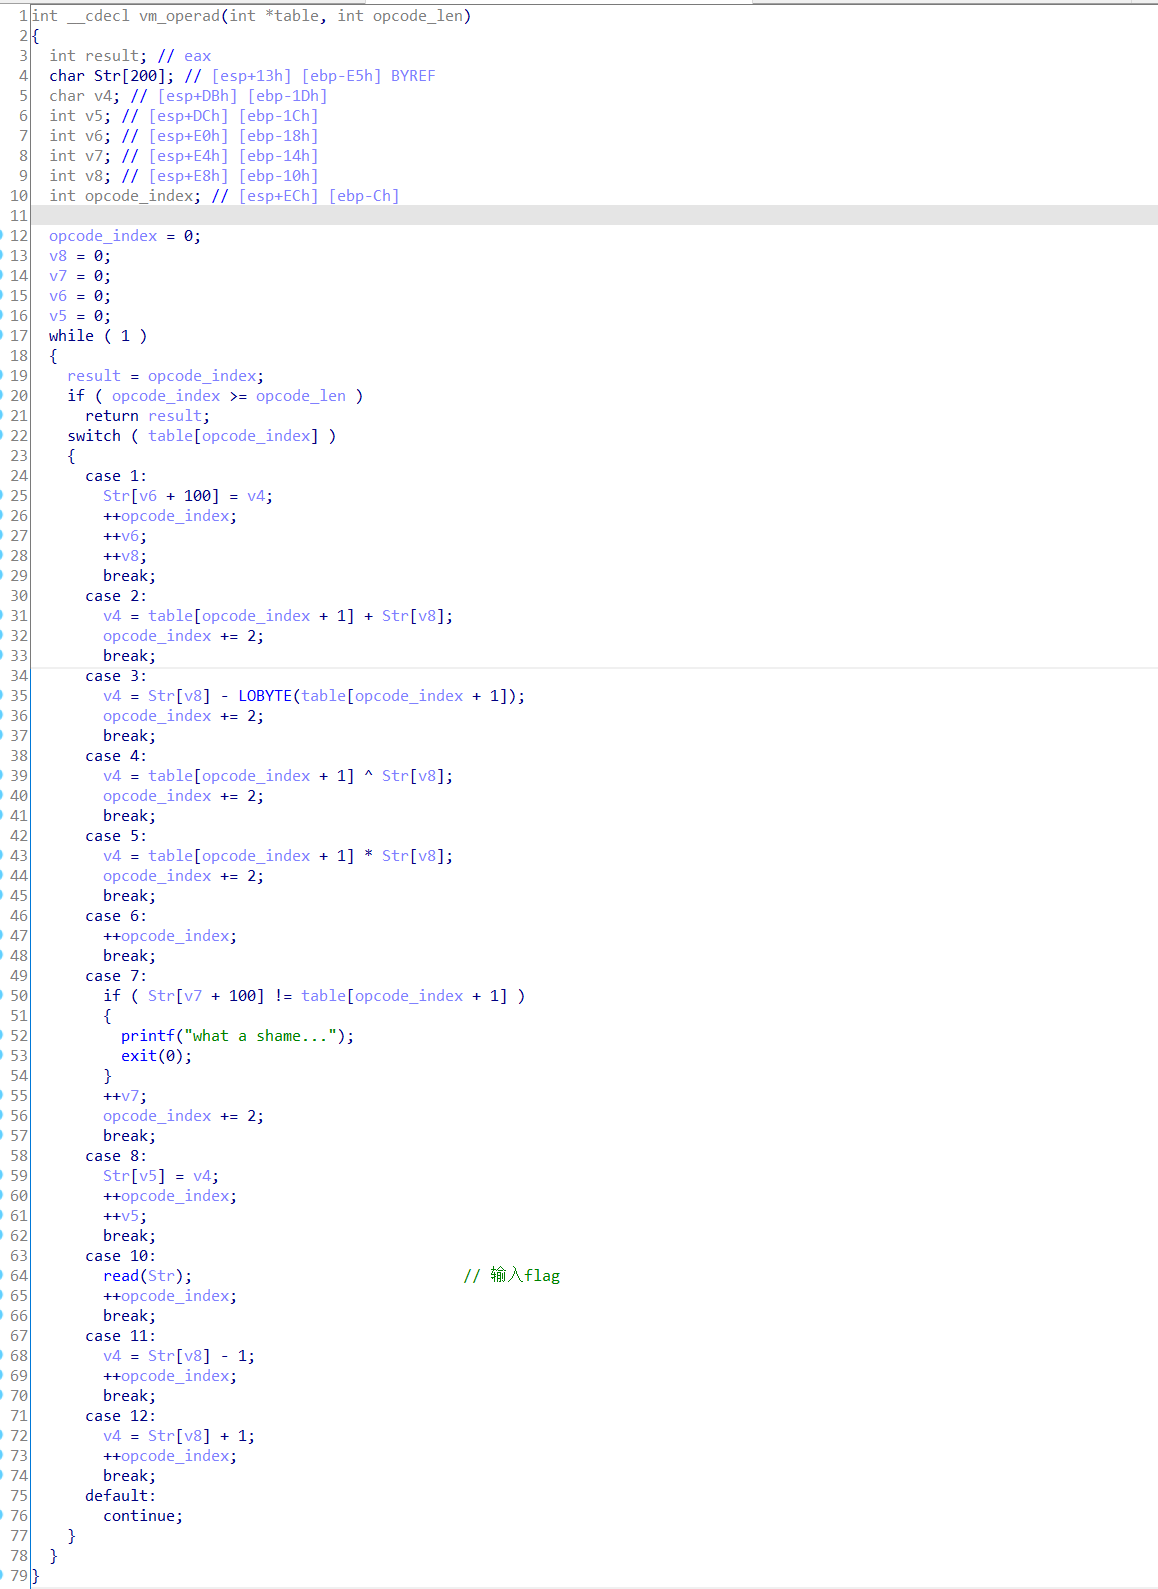 1 int __cdecl vm_operad(int *table, int opcode_len)
2 {
3   int result; // eax
4   char Str[200]; // [esp+13h] [ebp-E5h] BYREF
5   char v4; // [esp+DBh] [ebp-1Dh]
6   int v5; // [esp+DCh] [ebp-1Ch]
7   int v6; // [esp+E0h] [ebp-18h]
8   int v7; // [esp+E4h] [ebp-14h]
9   int v8; // [esp+E8h] [ebp-10h]
10   int opcode_index; // [esp+ECh] [ebp-Ch]
11
12   opcode_index = 0;
13   v8 = 0;
14   v7 = 0;
15   v6 = 0;
16   v5 = 0;
17   while ( 1 )
18   {
19     result = opcode_index;
20     if ( opcode_index >= opcode_len )
21       return result;
22     switch ( table[opcode_index] )
23     {
24       case 1:
25         Str[v6 + 100] = v4;
26         ++opcode_index;
27         ++v6;
28         ++v8;
29         break;
30       case 2:
31         v4 = table[opcode_index + 1] + Str[v8];
32         opcode_index += 2;
33         break;
34       case 3:
35         v4 = Str[v8] - LOBYTE(table[opcode_index + 1]);
36         opcode_index += 2;
37         break;
38       case 4:
39         v4 = table[opcode_index + 1] ^ Str[v8];
40         opcode_index += 2;
41         break;
42       case 5:
43         v4 = table[opcode_index + 1] * Str[v8];
44         opcode_index += 2;
45         break;
46       case 6:
47         ++opcode_index;
48         break;
49       case 7:
50         if ( Str[v7 + 100] != table[opcode_index + 1] )
51         {
52           printf("what a shame...");
53           exit(0);
54         }
55         ++v7;
56         opcode_index += 2;
57         break;
58       case 8:
59         Str[v5] = v4;
60         ++opcode_index;
61         ++v5;
62         break;
63       case 10:
64         read(Str);                              // 输入flag
65         ++opcode_index;
66         break;
67       case 11:
68         v4 = Str[v8] - 1;
69         ++opcode_index;
70         break;
71       case 12:
72         v4 = Str[v8] + 1;
73         ++opcode_index;
74         break;
75       default:
76         continue;
77     }
78   }
79 }